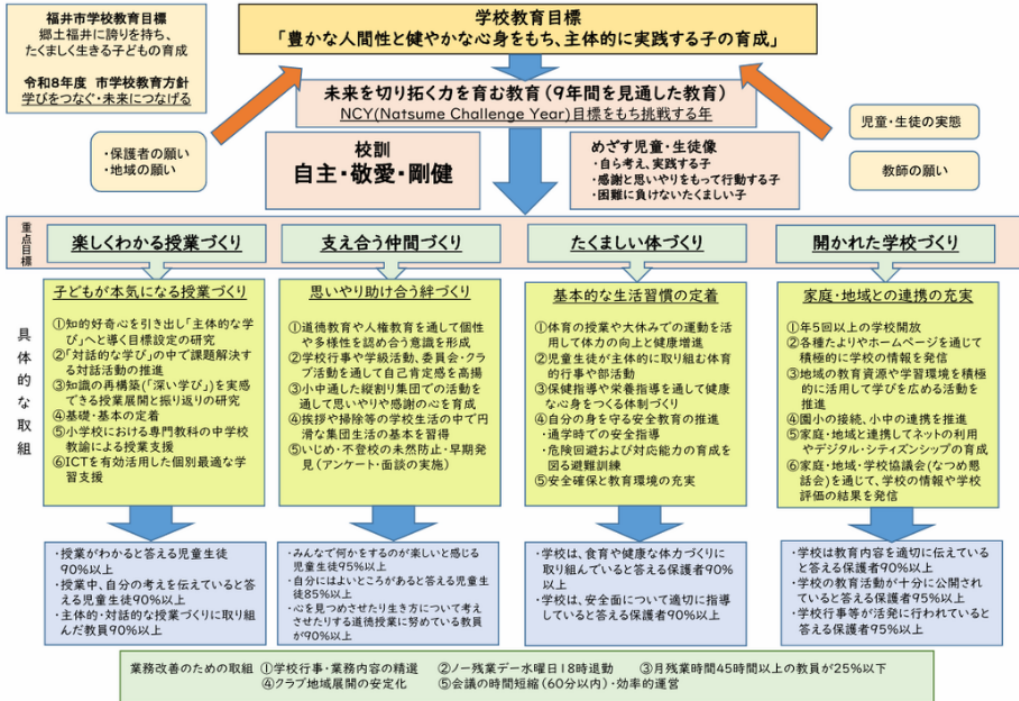 福井市学校教育目標
郷土福井に誇りを持ち、
たくましく生きる子どもの育成
令和8年度 市学校教育方針
学びをつなぐ・未来につなげる
学校教育目標
「豊かな人間性と健やかな心身をもち、主体的に実践する子の育成」
未来を切り拓く力を育む教育(9年間を見通した教育)
NCY(Natsume Challenge Year)目標をもち挑戦する年
・保護者の願い
・地域の願い
校訓
自主・敬愛・剛健
めざす児童・生徒像
・自ら考え、実践する子
・感謝と思いやりをもって行動する子
・困難に負けないたくましい子
児童・生徒の実態
教師の願い
重点目標
楽しくわかる授業づくり
支え合う仲間づくり
たくましい体づくり
開かれた学校づくり
具体的な取組
子どもが本気になる授業づくり
①知的好奇心を引き出し「主体的な学
び」へと導く目標設定の研究
②「対話的な学び」の中で課題解決す
る対話活動の推進
③知識の再構築(「深い学び」)を実感
できる授業展開と振り返りの研究
④基礎・基本の定着
⑤小学校における専門教科の中学校
教諭による授業支援
⑥ICTを有効活用した個別最適な学
習支援
思いやり助け合う絆づくり
①道徳教育や人権教育を通して個性
や多様性を認め合う意識を形成
②学校行事や学級活動、委員会・クラ
ブ活動を通して自己肯定感を高揚
③小中通した縦割り集団での活動を
通して思いやりや感謝の心を育成
④挨拶や掃除等の学校生活の中で円
滑な集団生活の基本を習得
⑤いじめ・不登校の未然防止・早期発
見(アンケート・面談の実施)
基本的な生活習慣の定着
①体育の授業や大休みでの運動を活
用して体力の向上と健康増進
②児童生徒が主体的に取り組む体育
的行事や部活動
③保健指導や栄養指導を通して健康
な心身をつくる体制づくり
④自分の身を守る安全教育の推進
・通学時での安全指導
・危険回避および対応能力の育成を
図る避難訓練
⑤安全確保と教育環境の充実
家庭・地域との連携の充実
①年5回以上の学校開放
②各種たよりやホームページを通じて
積極的に学校の情報を発信
③地域の教育資源や学習環境を積極
的に活用して学びを広める活動を
推進
④園小の接続、小中の連携を推進
⑤家庭・地域と連携してネットの利用
やデジタル・シティズンシップの育成
⑥家庭・地域・学校協議会(なつめ懇
話会)を通じて、学校の情報や学校
評価の結果を発信
・授業がわかると答える児童生徒
90%以上
・授業中、自分の考えを伝えていると答
える児童生徒90%以上
・主体的・対話的な授業づくりに取り組
んだ教員90%以上
・みんなで何かをするのが楽しいと感じる
児童生徒95%以上
・自分にはよいところがあると答える児童生
徒85%以上
・心を見つめさせたり生き方について考え
させたりする道徳授業に努めている教員
が90%以上
・学校は、食育や健康な体力づくりに
取り組んでいると答える保護者90%
以上
・学校は、安全面について適切に指導
していると答える保護者90%以上
・学校は教育内容を適切に伝えている
と答える保護者90%以上
・学校の教育活動が十分に公開され
ていると答える保護者95%以上
・学校行事等が活発に行われていると
答える保護者95%以上
業務改善のための取組 ①学校行事・業務内容の精選 ②ノー残業デー水曜日18時退勤 ③月残業時間45時間以上の教員が25%以下
④クラブ地域展開の安定化 ⑤会議の時間短縮(60分以内)・効率的運営